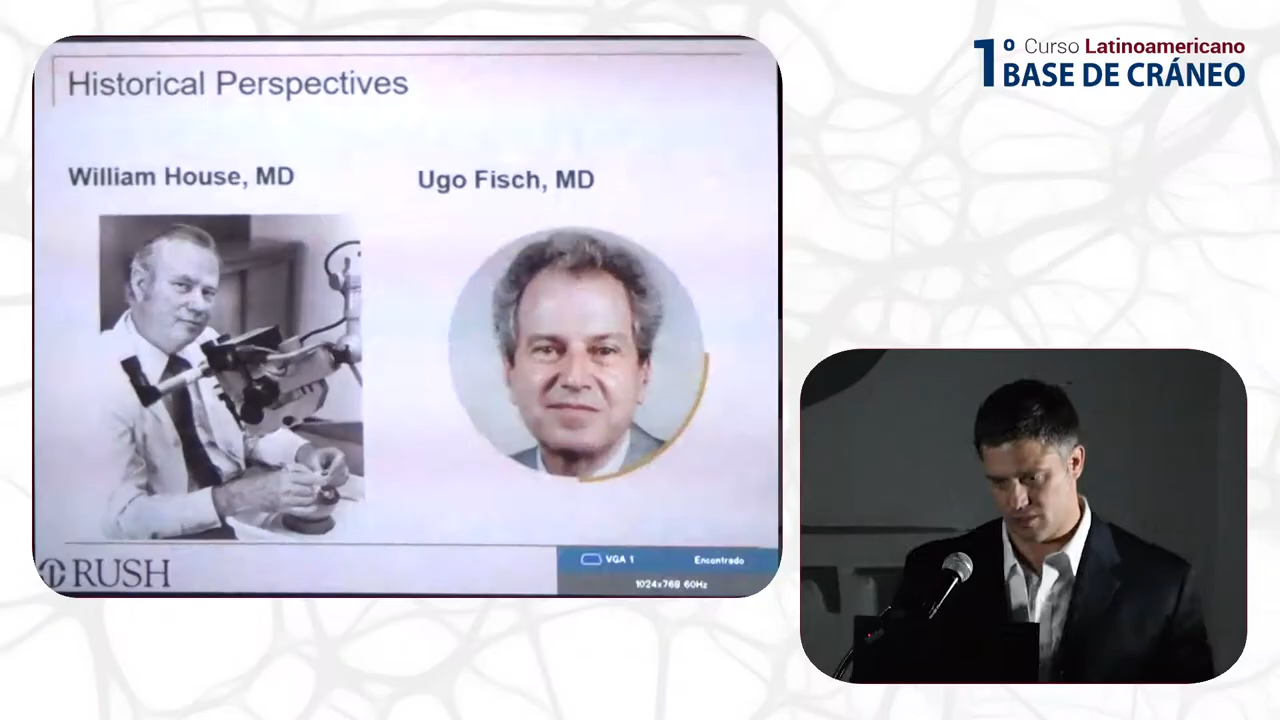 Historical Perspectives
William House, MD
Ugo Fisch, MD
RUSH
VGA 1 Encontrado
1024x768 60Hz
1º Curso Latinoamericano
BASE DE CRÁNEO